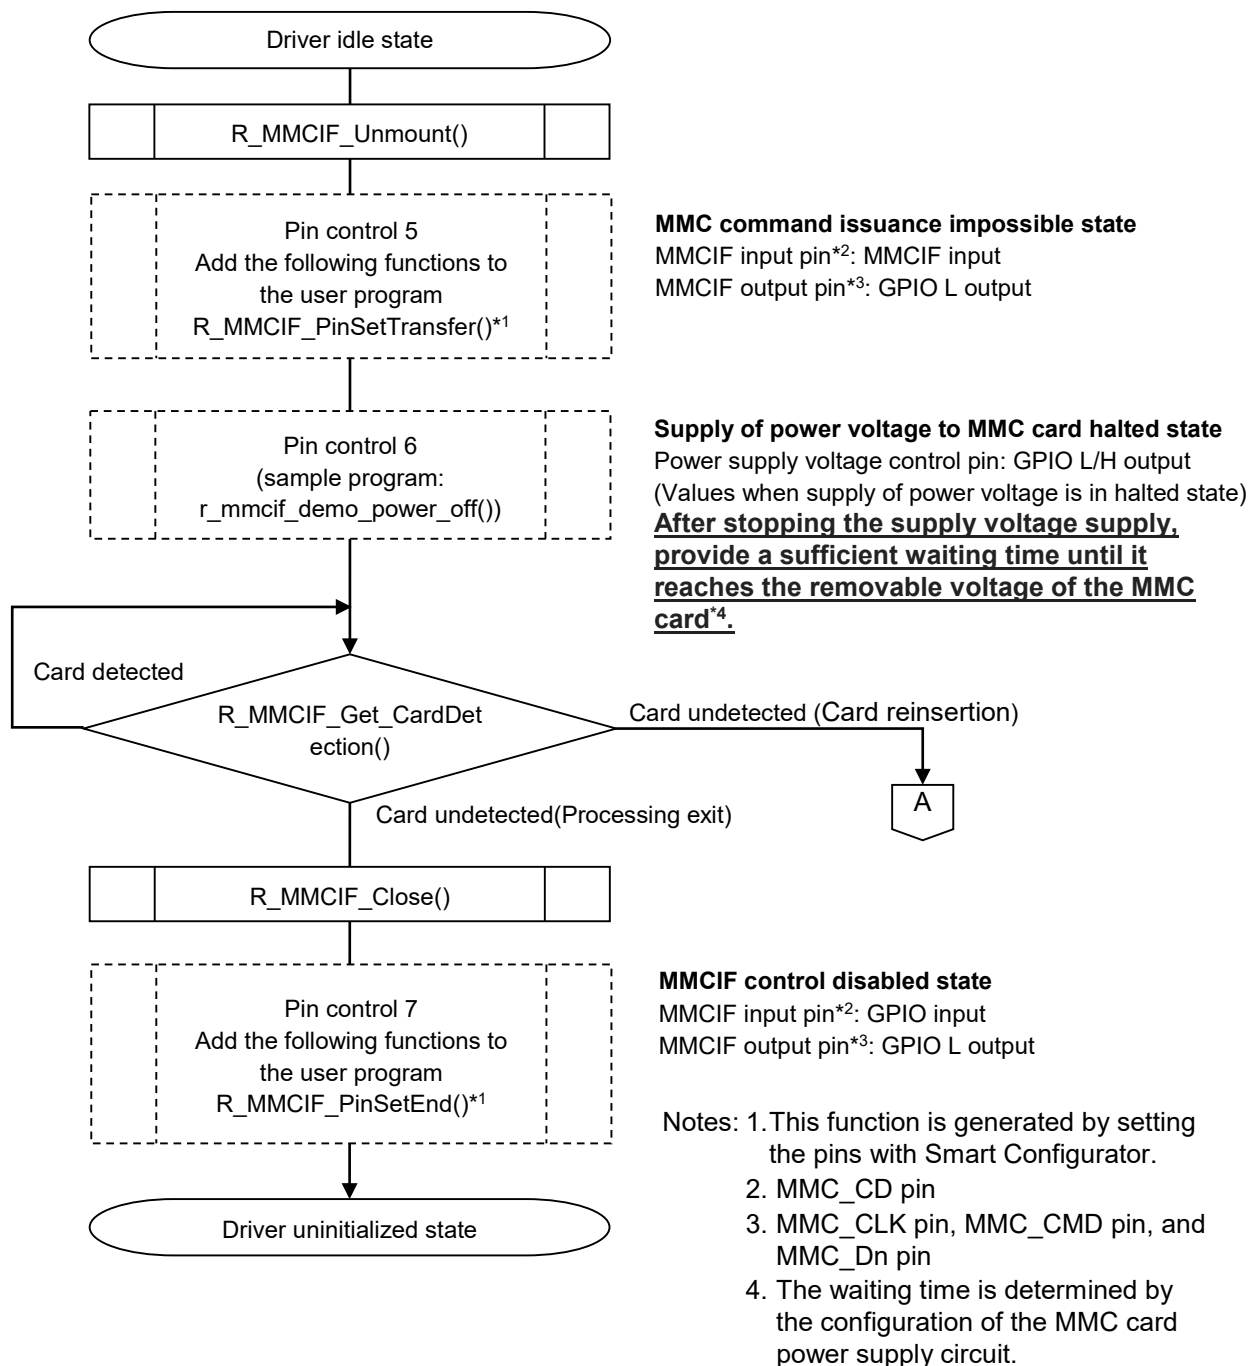 Driver idle state
R_MMCIF_Unmount()
Pin control 5
Add the following functions to
the user program
R_MMCIF_PinSetTransfer()*1
MMC command issuance impossible state
MMCIF input pin*2: MMCIF input
MMCIF output pin*3: GPIO L output
Pin control 6
(sample program:
r_mmcif_demo_power_off())
Supply of power voltage to MMC card halted state
Power supply voltage control pin: GPIO L/H output
(Values when supply of power voltage is in halted state)
After stopping the supply voltage supply,
provide a sufficient waiting time until it
reaches the removable voltage of the MMC
card*4.
Card detected
R_MMCIF_Get_CardDet
ection()
Card undetected (Card reinsertion)
A
Card undetected(Processing exit)
R_MMCIF_Close()
Pin control 7
Add the following functions to
the user program
R_MMCIF_PinSetEnd()*1
MMCIF control disabled state
MMCIF input pin*2: GPIO input
MMCIF output pin*3: GPIO L output
Driver uninitialized state
Notes: 1.This function is generated by setting
the pins with Smart Configurator.
2. MMC_CD pin
3. MMC_CLK pin, MMC_CMD pin, and
MMC_Dn pin
4. The waiting time is determined by
the configuration of the MMC card
power supply circuit.